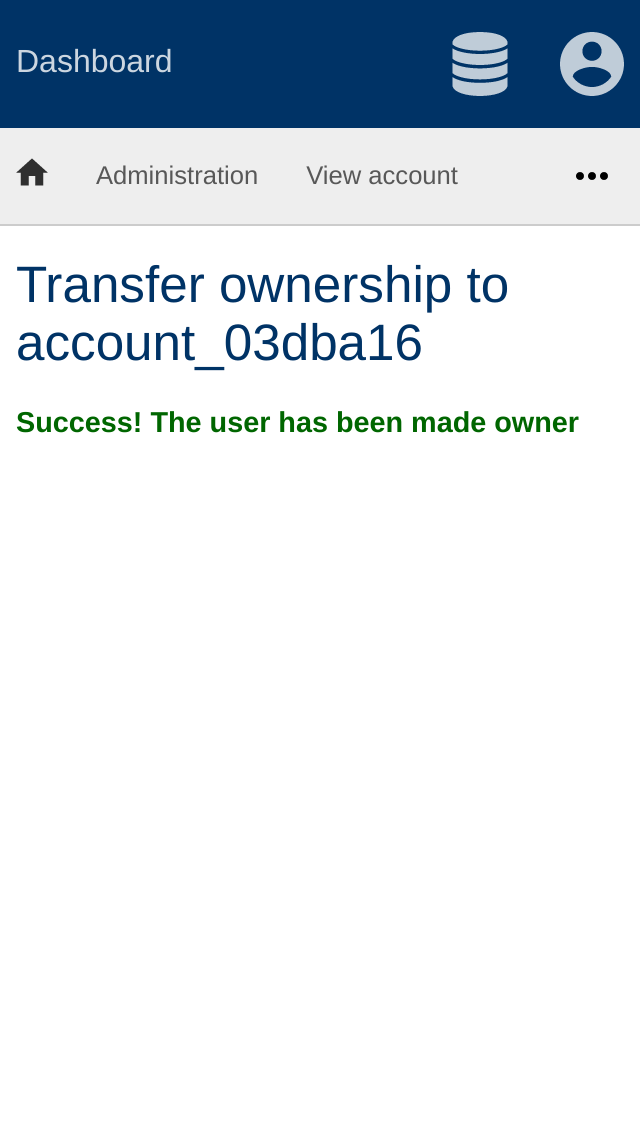 Dashboard
Administration View account
Transfer ownership to
account_03dba16
Success! The user has been made owner